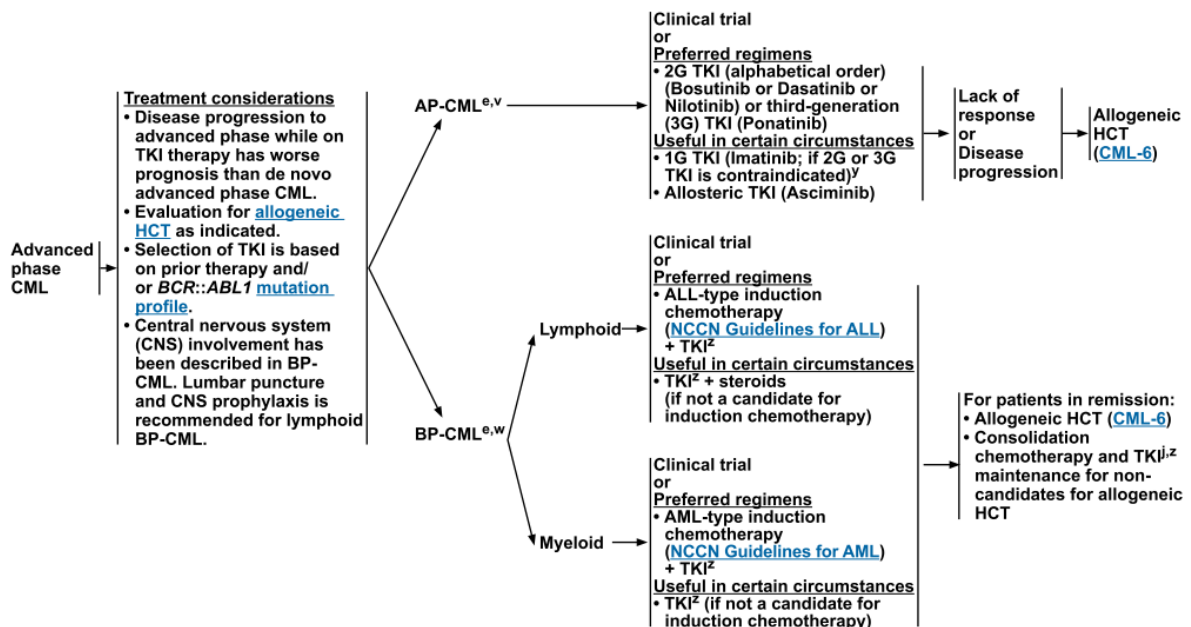 Advanced
phase
CML
Treatment considerations
• Disease progression to
advanced phase while on
TKI therapy has worse
prognosis than de novo
advanced phase CML.
• Evaluation for allogeneic
HCT as indicated.
• Selection of TKI is based
on prior therapy and/
or BCR::ABL1 mutation
profile.
• Central nervous system
(CNS) involvement has
been described in BP-
CML. Lumbar puncture
and CNS prophylaxis is
recommended for lymphoid
BP-CML.
AP-CMLe,v
Clinical trial
or
Preferred regimens
• 2G TKI (alphabetical order)
(Bosutinib or Dasatinib or
Nilotinib) or third-generation
(3G) TKI (Ponatinib)
Useful in certain circumstances
• 1G TKI (Imatinib; if 2G or 3G
TKI is contraindicated)y
• Allosteric TKI (Asciminib)
Lack of
response
or
Disease
progression
Allogeneic
HCT
(CML-6)
BP-CMLe,w
Lymphoid
Clinical trial
or
Preferred regimens
• ALL-type induction
chemotherapy
(NCCN Guidelines for ALL)
+ TKIz
Useful in certain circumstances
• TKIz + steroids
(if not a candidate for
induction chemotherapy)
Myeloid
Clinical trial
or
Preferred regimens
• AML-type induction
chemotherapy
(NCCN Guidelines for AML)
+ TKIz
Useful in certain circumstances
• TKIz (if not a candidate for
induction chemotherapy)
For patients in remission:
• Allogeneic HCT (CML-6)
• Consolidation
chemotherapy and TKIj,z
maintenance for non-
candidates for allogeneic
HCT